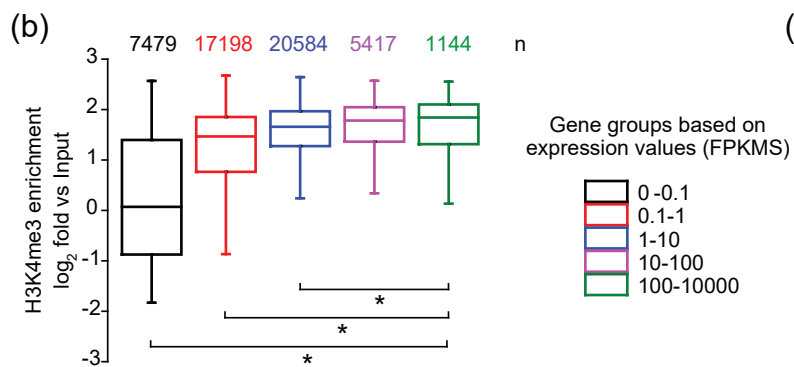 (b)
7479 17198 20584 5417 1144 n
(
3
2
1
0
-1
-2
-3
H3K4me3 enrichment
log2 fold vs Input
*
*
*
Gene groups based on
expression values (FPKMS)
0 -0.1
0.1-1
1-10
10-100
100-10000